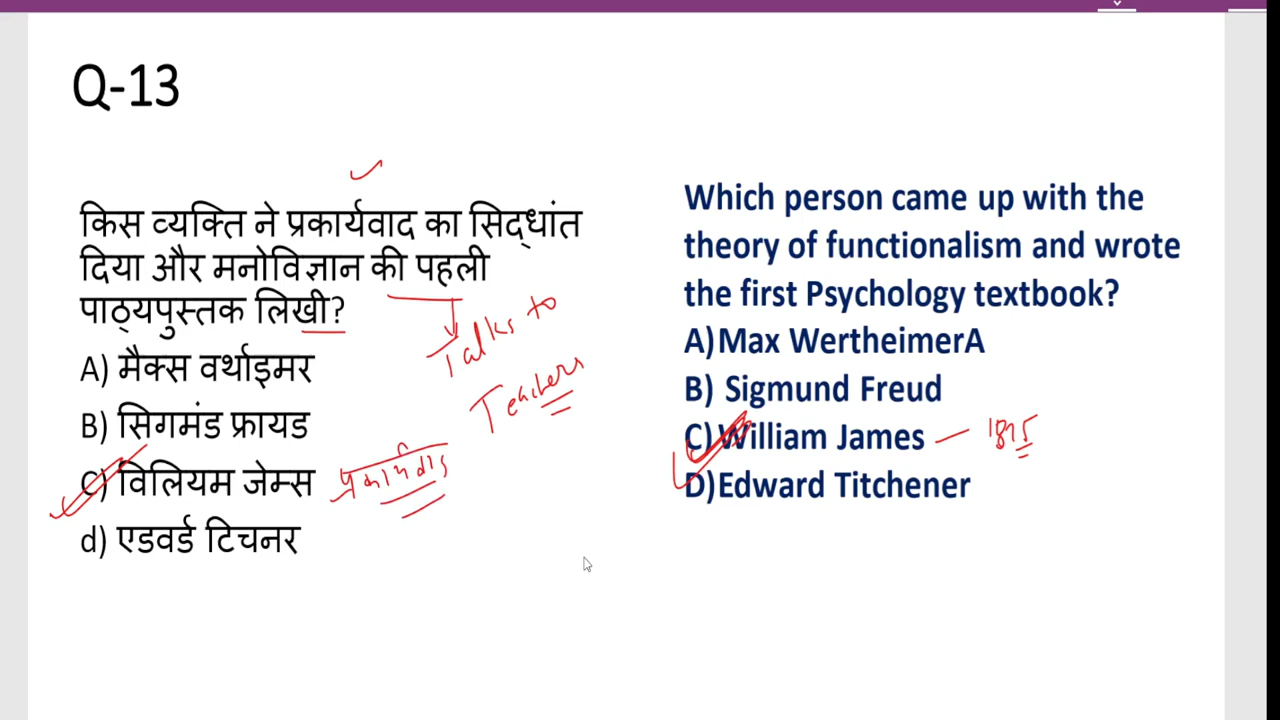 Q-13
किस व्यक्ति ने प्रकार्यवाद का सिद्धांत
दिया और मनोविज्ञान की पहली
पाठ्यपुस्तक लिखी?
A) मैक्स वर्थाइमर
B) सिगमंड फ्रायड
C) विलियम जेम्स
d) एडवर्ड टिचनर
Talks to
Teachers
Which person came up with the
theory of functionalism and wrote
the first Psychology textbook?
A)Max WertheimerA
B) Sigmund Freud
C)William James
D)Edward Titchener